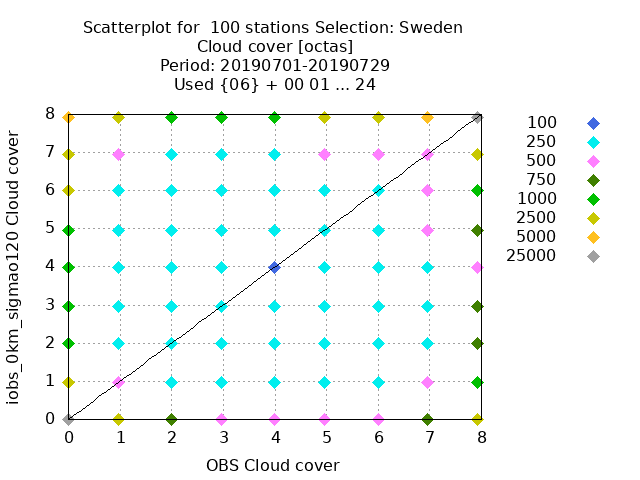 Scatterplot for  100 stations Selection: Sweden
Cloud cover [octas]
Period: 20190701-20190729
Used {06} + 00 01 ... 24
iobs_0km_sigmao120 Cloud cover
8
7
6
5
4
3
2
1
0
0 1 2 3 4 5 6 7 8
OBS Cloud cover
100
250
500
750
1000
2500
5000
25000